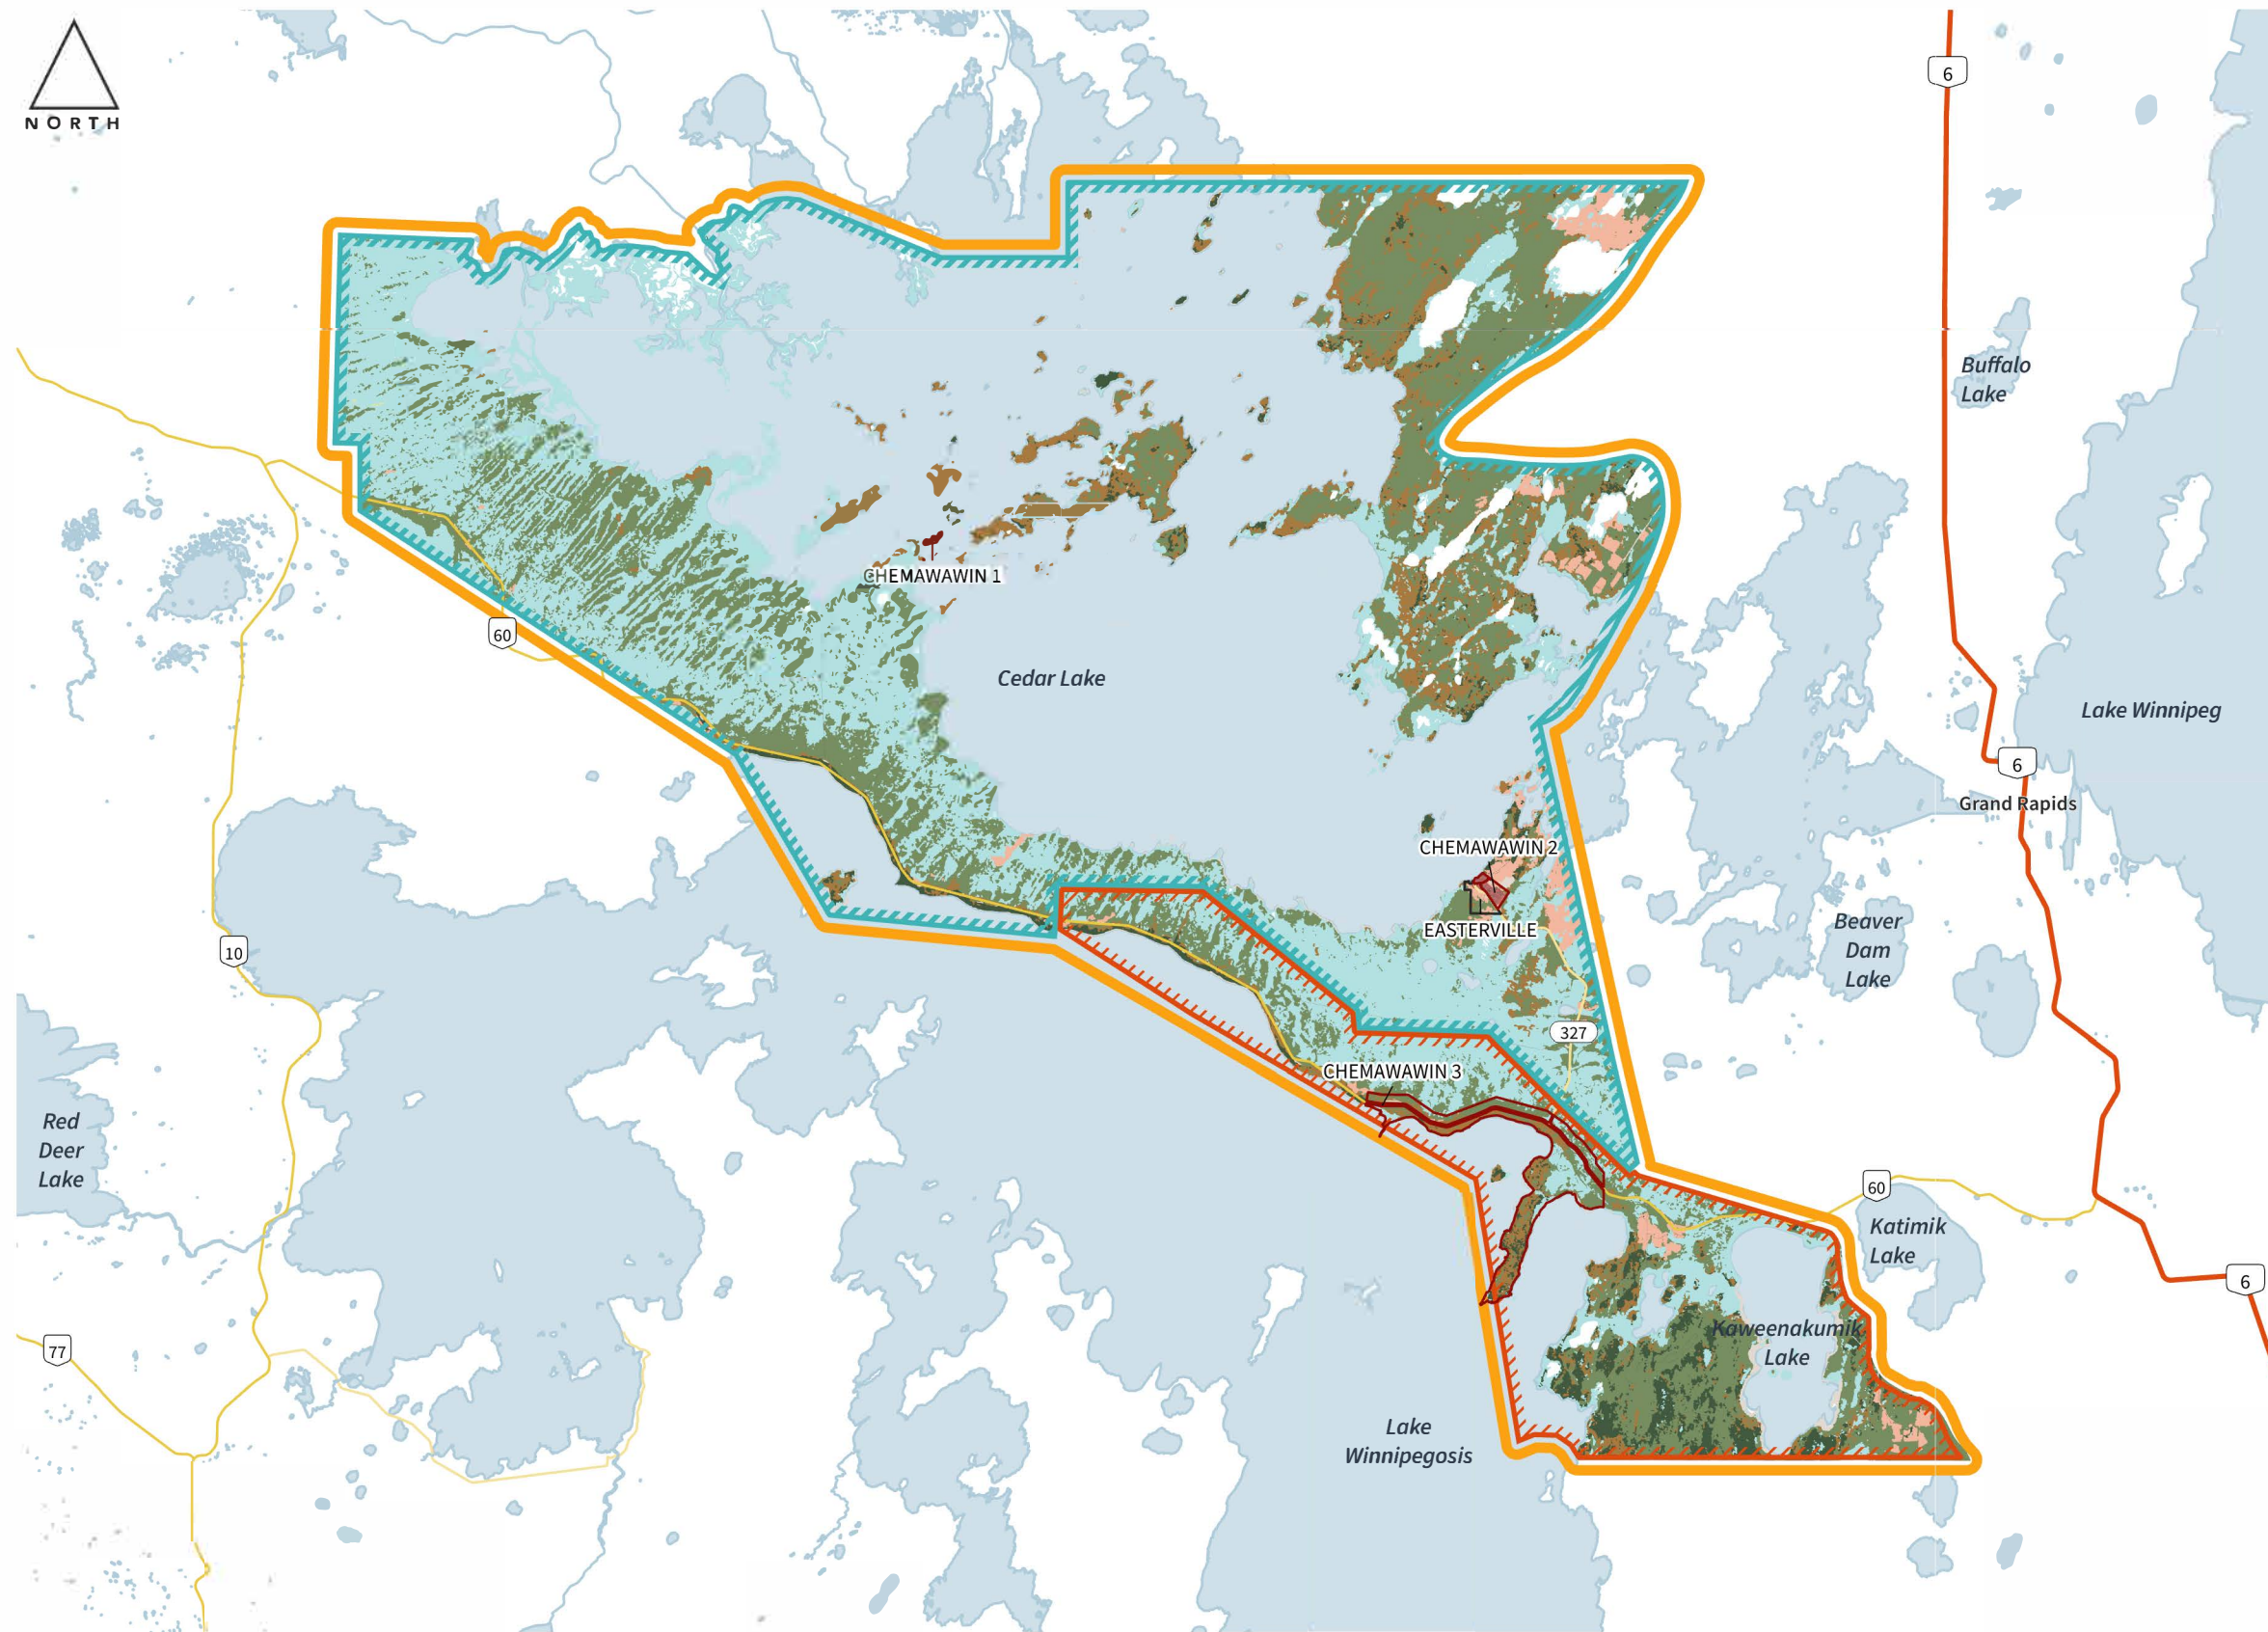 NORTH
6
Buffalo
Lake
CHEMAWAWIN 1
60
Cedar Lake
Lake Winnipeg
6
Grand Rapids
CHEMAWAWIN 2
EASTERVILLE
Beaver
Dam
Lake
10
327
CHEMAWAWIN 3
Red
Deer
Lake
60
Katimik
Lake
6
Kaweenakumik
Lake
77
Lake
Winnipegosis